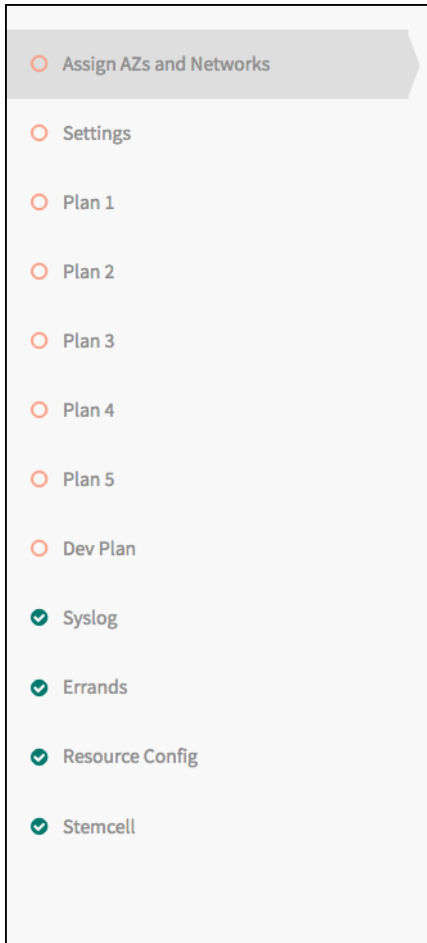 Assign AZs and Networks
Settings
Plan 1
Plan 2
Plan 3
Plan 4
Plan 5
Dev Plan
Syslog
Errands
Resource Config
Stemcell